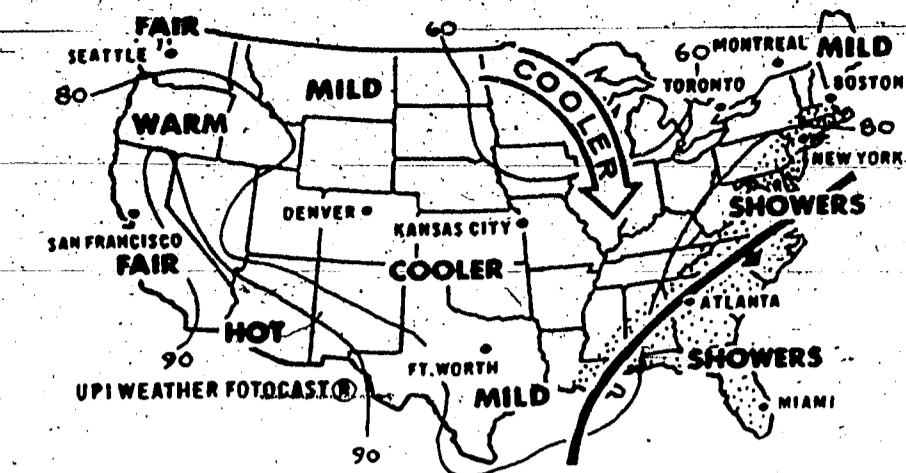 FAIR
60
SEATTLE
60 MONTREAL MILD
COOLER
TORONTO
BOSTON
80
MILD
WARM
80
NEW YORK
SHOWERS
DENVER
KANSAS CITY
SAN FRANCISCO
FAIR
COOLER
ATLANTA
HOT
90
FT. WORTH
SHOWERS
UPI WEATHER FOTOCAST ®
MILD
MIAMI
90